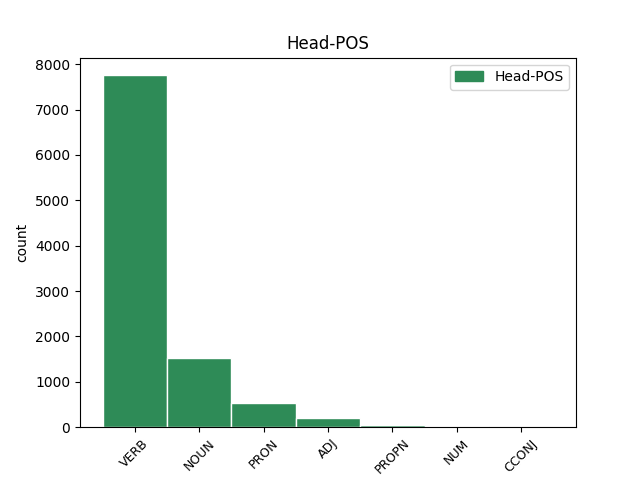 Head-POS
Head-POS
8000
7000
6000
5000
4000
3000
2000
1000
0
count
VERB
NOUN
PRON
ADJ
PROPN
NUM
CCONJ